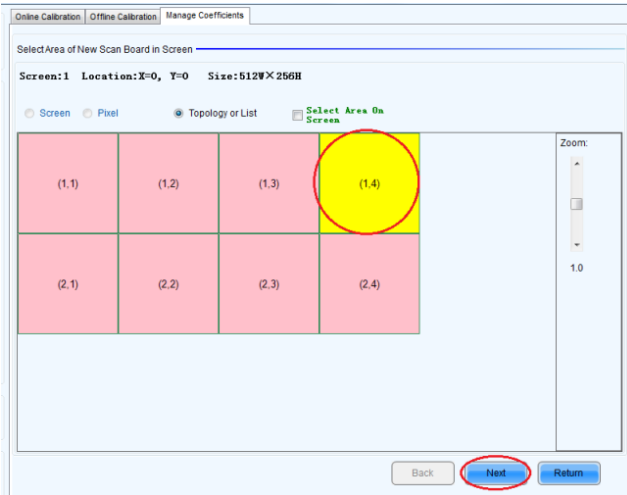 Online Calibration Offline Calibration Manage Coefficients
Select Area of New Scan Board in Screen
Screen:1 Location:X=0, Y=0 Size:512W×256H
Screen Pixel Topology or List Select Area On
Screen
Zoom:
(1,1) (1,2) (1,3) (1,4)
1.0
(2,1) (2,2) (2,3) (2,4)
Back Next Return